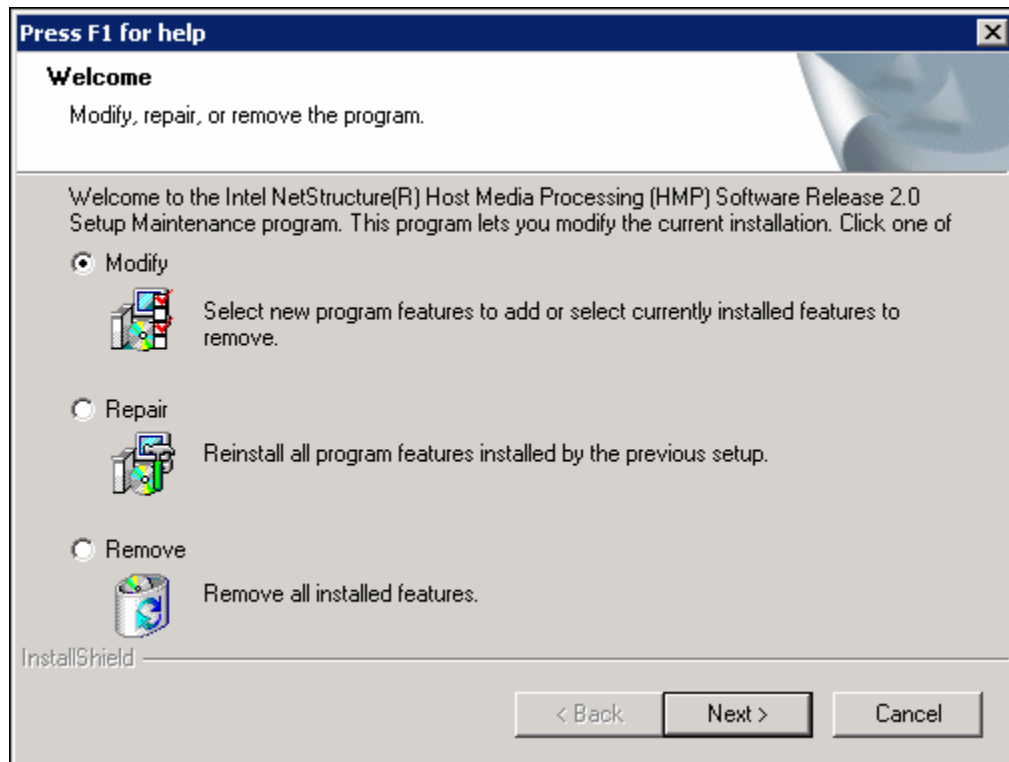 Press F1 for help
Welcome
Modify, repair, or remove the program.
Welcome to the Intel NetStructure(R) Host Media Processing (HMP) Software Release 2.0
Setup Maintenance program. This program lets you modify the current installation. Click one of
Modify
Select new program features to add or select currently installed features to
remove.
Repair
Reinstall all program features installed by the previous setup.
Remove
Remove all installed features.
InstallShield
< Back
Next >
Cancel